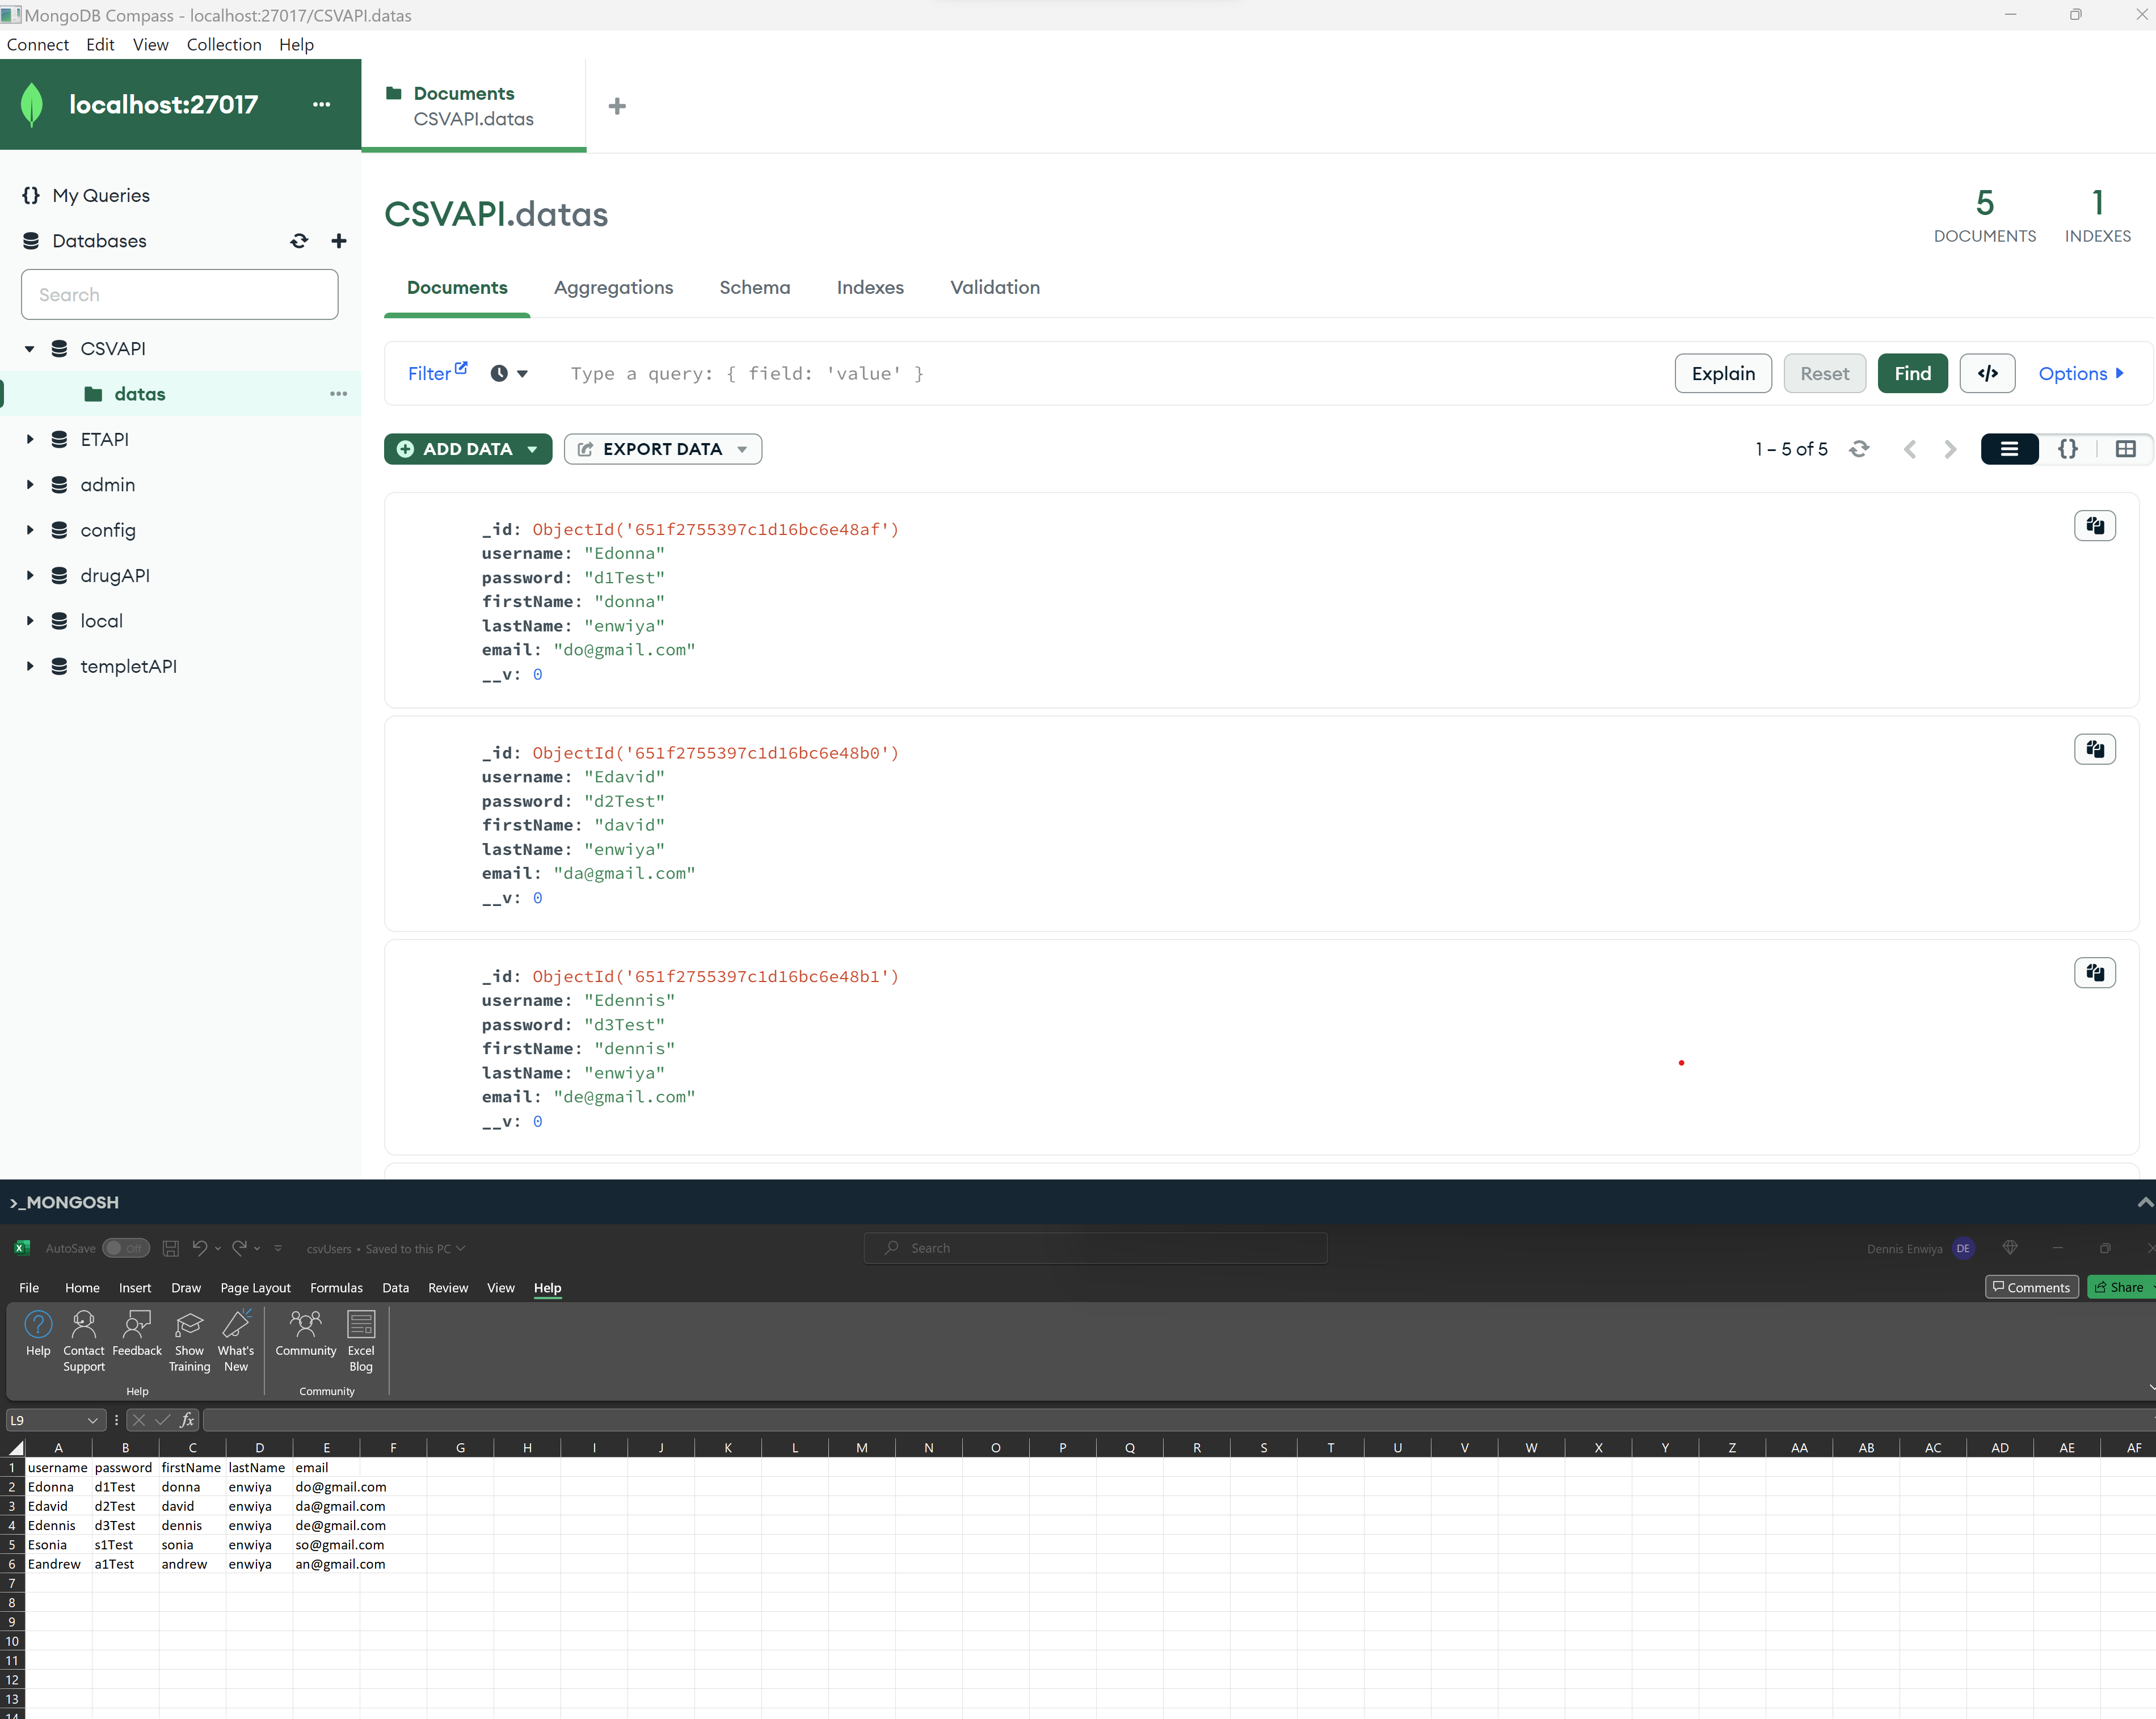 MongoDB Compass - localhost:27017/CSVAPI.datas
Connect Edit View Collection Help
localhost:27017
Documents
CSVAPI.datas
{} My Queries
Databases
Search
CSVAPI
datas
ETAPI
admin
config
drugAPI
local
templetAPI
CSVAPI.datas
5
DOCUMENTS
1
INDEXES
Documents Aggregations Schema Indexes Validation
Filter Type a query: { field: 'value' } Explain Reset Find </> Options
ADD DATA EXPORT DATA 1 – 5 of 5 {}
_id: ObjectId('651f2755397c1d16bc6e48af')
username: "Edonna"
password: "d1Test"
firstName: "donna"
lastName: "enwiya"
email: "do@gmail.com"
__v: 0
_id: ObjectId('651f2755397c1d16bc6e48b0')
username: "Edavid"
password: "d2Test"
firstName: "david"
lastName: "enwiya"
email: "da@gmail.com"
__v: 0
_id: ObjectId('651f2755397c1d16bc6e48b1')
username: "Edennis"
password: "d3Test"
firstName: "dennis"
lastName: "enwiya"
email: "de@gmail.com"
__v: 0
>_MONGOSH
AutoSave Off csvUsers • Saved to this PC Search Dennis Enwiya DE
File Home Insert Draw Page Layout Formulas Data Review View Help Comments Share
Help Contact Support Feedback Show Training What's New Community Excel Blog
Help Community
L9 fx
A B C D E F G H I J K L M N O P Q R S T U V W X Y Z AA AB AC AD AE AF
1 username password firstName lastName email
2 Edonna d1Test donna enwiya do@gmail.com
3 Edavid d2Test david enwiya da@gmail.com
4 Edennis d3Test dennis enwiya de@gmail.com
5 Esonia s1Test sonia enwiya so@gmail.com
6 Eandrew a1Test andrew enwiya an@gmail.com
7
8
9
10
11
12
13
14